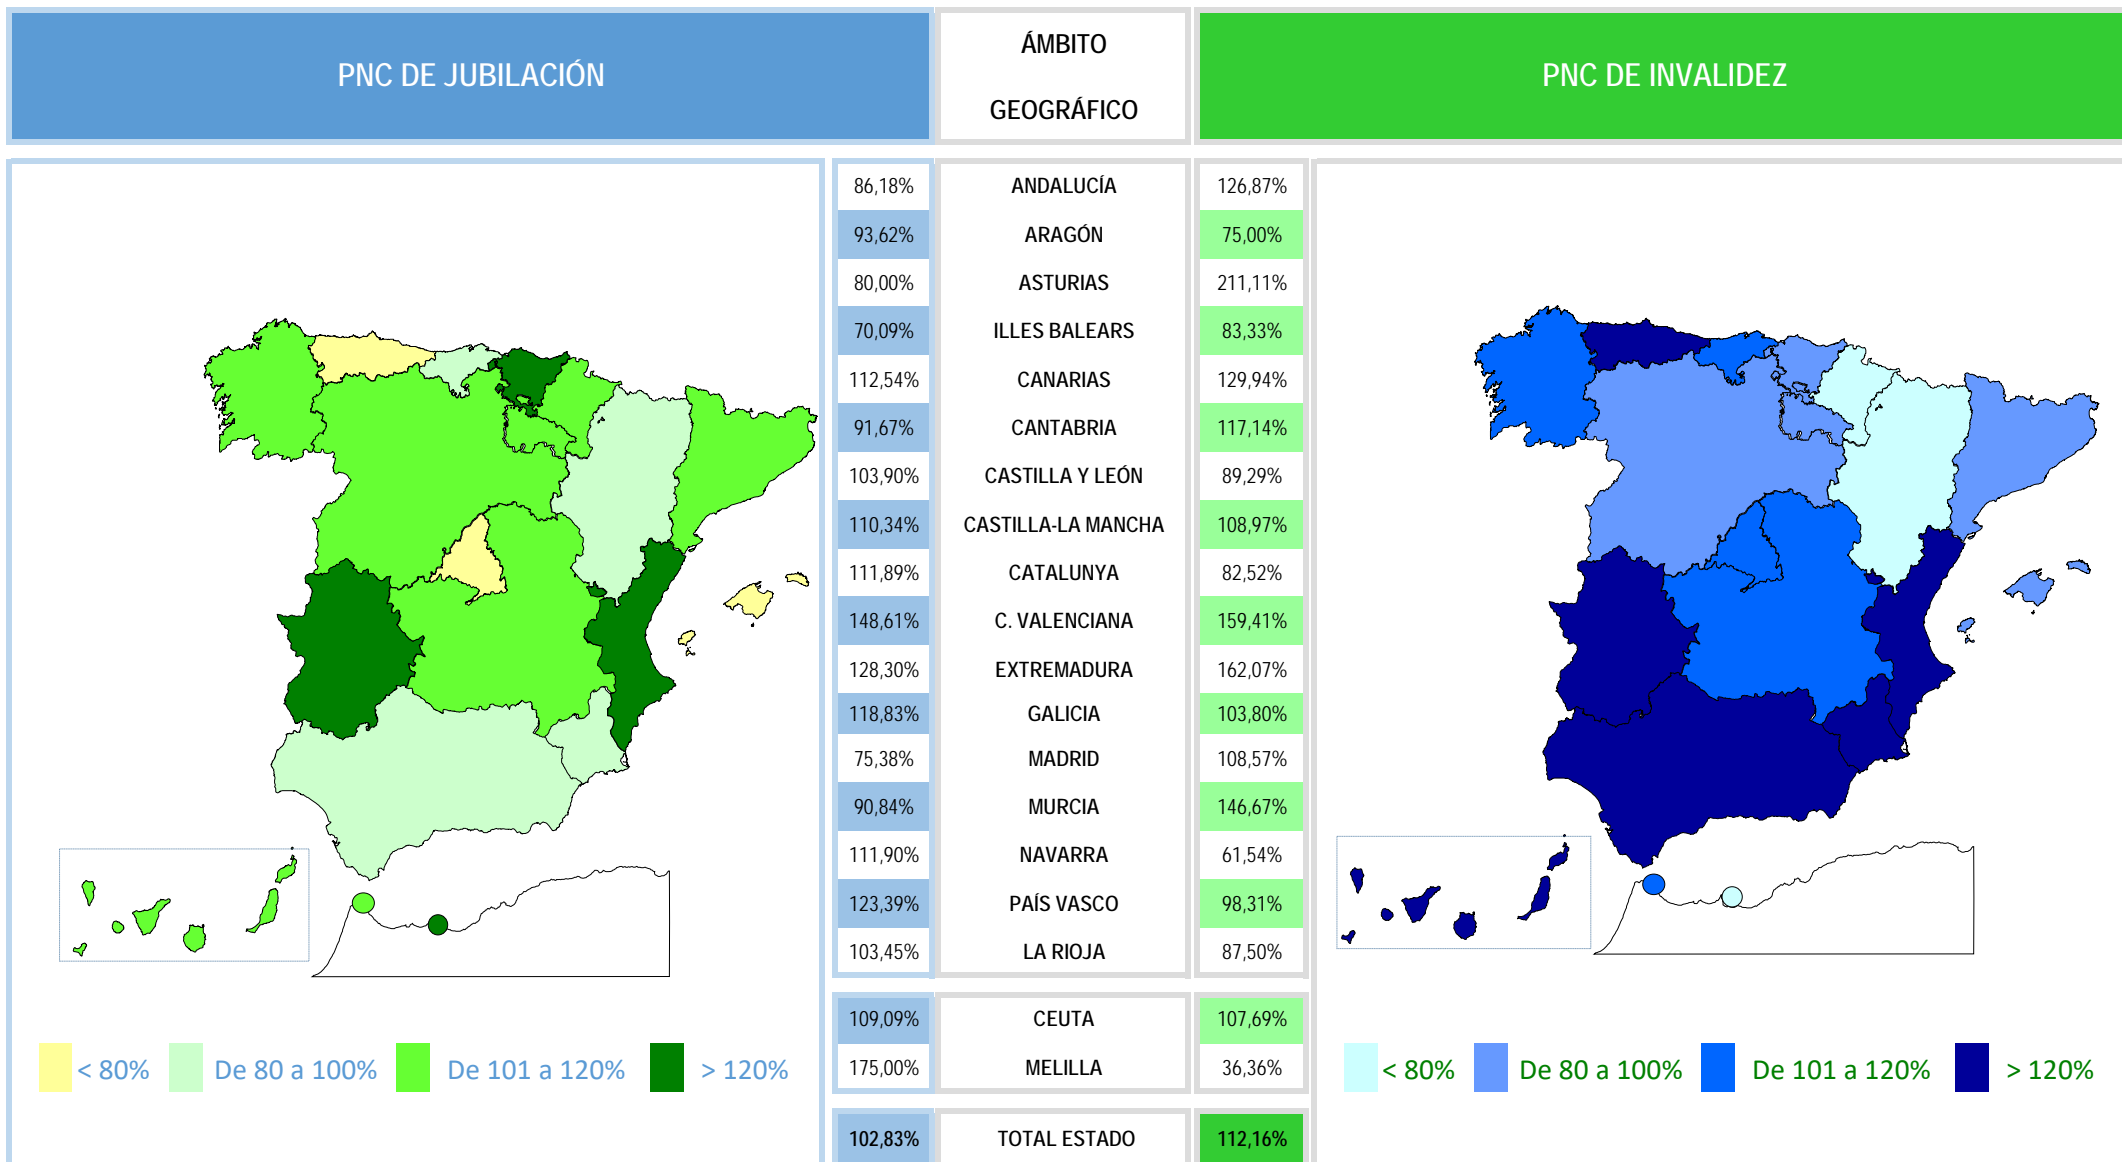 PNC DE JUBILACIÓN
ÁMBITO
GEOGRÁFICO
PNC DE INVALIDEZ
86,18% ANDALUCÍA 126,87%
93,62% ARAGÓN 75,00%
80,00% ASTURIAS 211,11%
70,09% ILLES BALEARS 83,33%
112,54% CANARIAS 129,94%
91,67% CANTABRIA 117,14%
103,90% CASTILLA Y LEÓN 89,29%
110,34% CASTILLA-LA MANCHA 108,97%
111,89% CATALUNYA 82,52%
148,61% C. VALENCIANA 159,41%
128,30% EXTREMADURA 162,07%
118,83% GALICIA 103,80%
75,38% MADRID 108,57%
90,84% MURCIA 146,67%
111,90% NAVARRA 61,54%
123,39% PAÍS VASCO 98,31%
103,45% LA RIOJA 87,50%
109,09% CEUTA 107,69%
175,00% MELILLA 36,36%
102,83% TOTAL ESTADO 112,16%
< 80% De 80 a 100% De 101 a 120% > 120%
< 80% De 80 a 100% De 101 a 120% > 120%